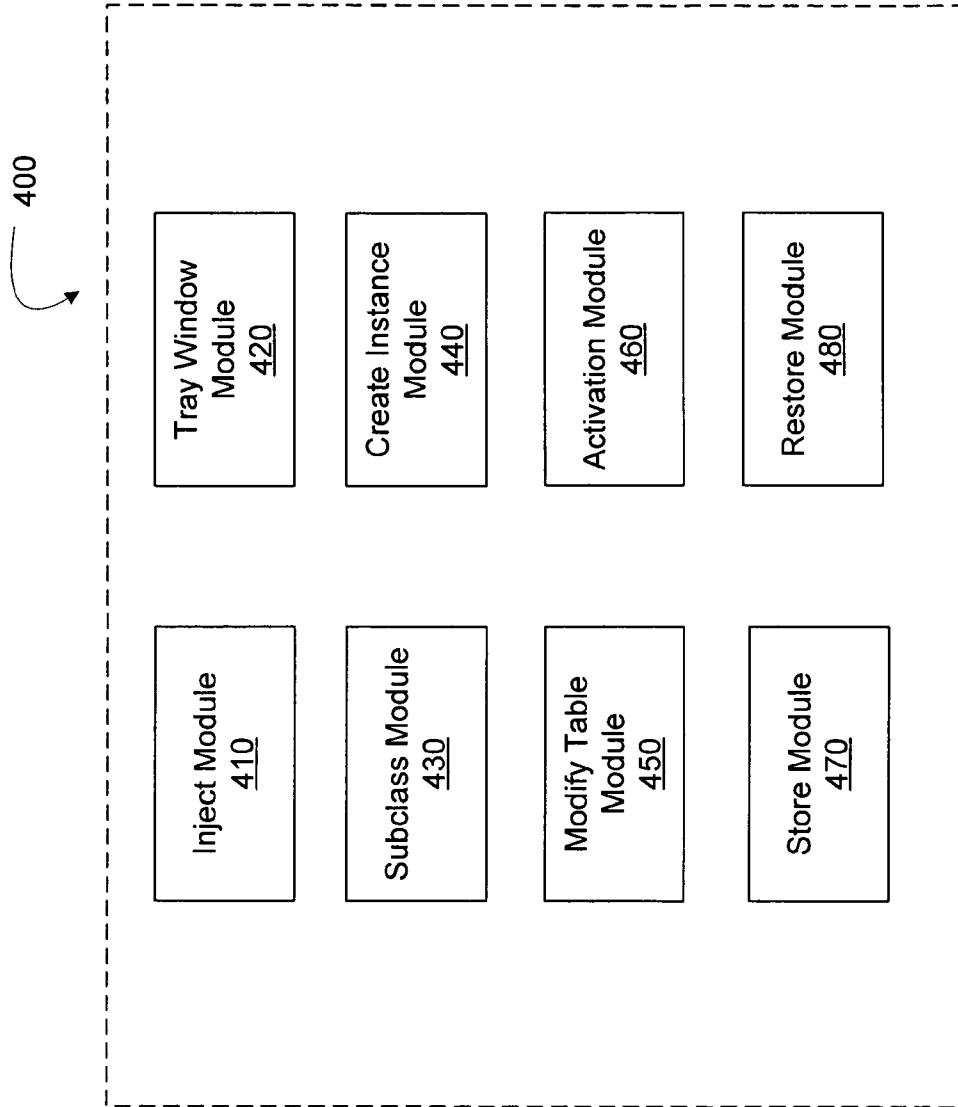 400
Inject Module
410
Tray Window
Module
420
Subclass Module
430
Create Instance
Module
440
Modify Table
Module
450
Activation Module
460
Store Module
470
Restore Module
480